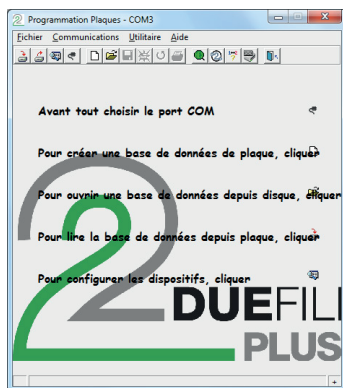 Programmation Plaques - COM3
Fichier Communications Utilitaire Aide
Avant tout choisir le port COM
Pour créer une base de données de plaque, cliquer
Pour ouvrir une base de données depuis disque, cliquer
Pour lire la base de données depuis plaque, cliquer
Pour configurer les dispositifs, cliquer
2
DUEFILI
PLUS